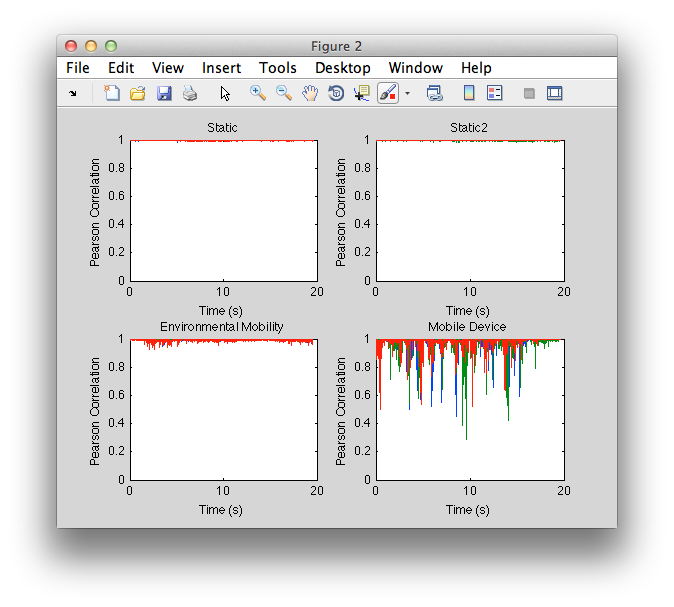 Figure 2
File Edit View Insert Tools Desktop Window Help
Static
Pearson Correlation
1
0.8
0.6
0.4
0.2
0
0 10 20
Time (s)
Static2
Pearson Correlation
1
0.8
0.6
0.4
0.2
0
0 10 20
Time (s)
Environmental Mobility
Pearson Correlation
1
0.8
0.6
0.4
0.2
0
0 10 20
Time (s)
Mobile Device
Pearson Correlation
1
0.8
0.6
0.4
0.2
0
0 10 20
Time (s)